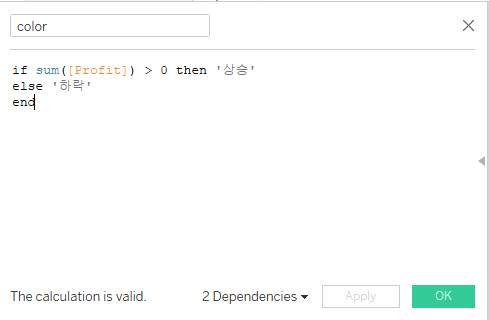 color
if sum([Profit]) > 0 then '상승'
else '하락'
end
The calculation is valid.
2 Dependencies
Apply
OK